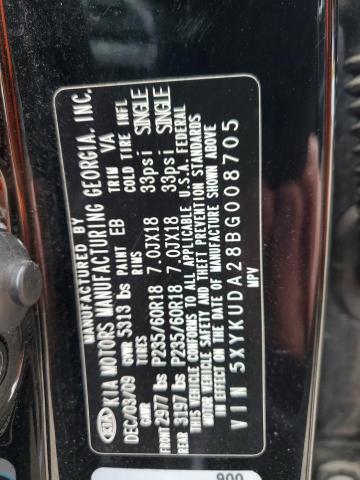 MANUFACTURED BY
KIA KIA MOTORS MANUFACTURING GEORGIA, INC.
DEC/03/09 GVWR 5313 lbs PAINT EB TRIM VA
GAWR TIRES RIMS COLD TIRE INFL.
FRONT 2977 lbs P235/60R18 7.0JX18 33psi SINGLE
REAR 3197 lbs P235/60R18 7.0JX18 33psi SINGLE
THIS VEHICLE CONFORMS TO ALL APPLICABLE U.S.A. FEDERAL
MOTOR VEHICLE SAFETY AND THEFT PREVENTION STANDARDS
IN EFFECT ON THE DATE OF MANUFACTURE SHOWN ABOVE
VIN 5XYKUDA28BG008705
MPV